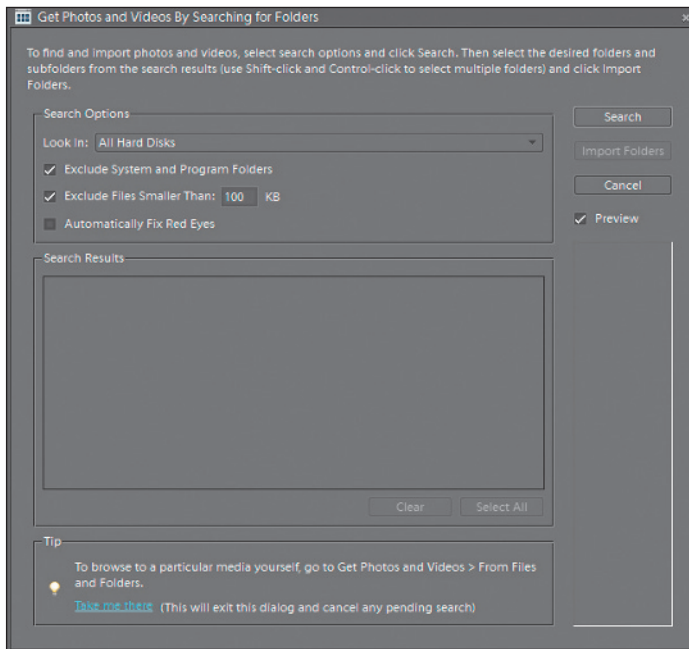 Get Photos and Videos By Searching for Folders
To find and import photos and videos, select search options and click Search. Then select the desired folders and
subfolders from the search results (use Shift-click and Control-click to select multiple folders) and click Import
Folders.
Search Options
Look In: All Hard Disks
Exclude System and Program Folders
Exclude Files Smaller Than: 100 KB
Automatically Fix Red Eyes
Search
Import Folders
Cancel
Preview
Search Results
Clear Select All
Tip
To browse to a particular media yourself, go to Get Photos and Videos > From Files
and Folders.
Take me there (This will exit this dialog and cancel any pending search)